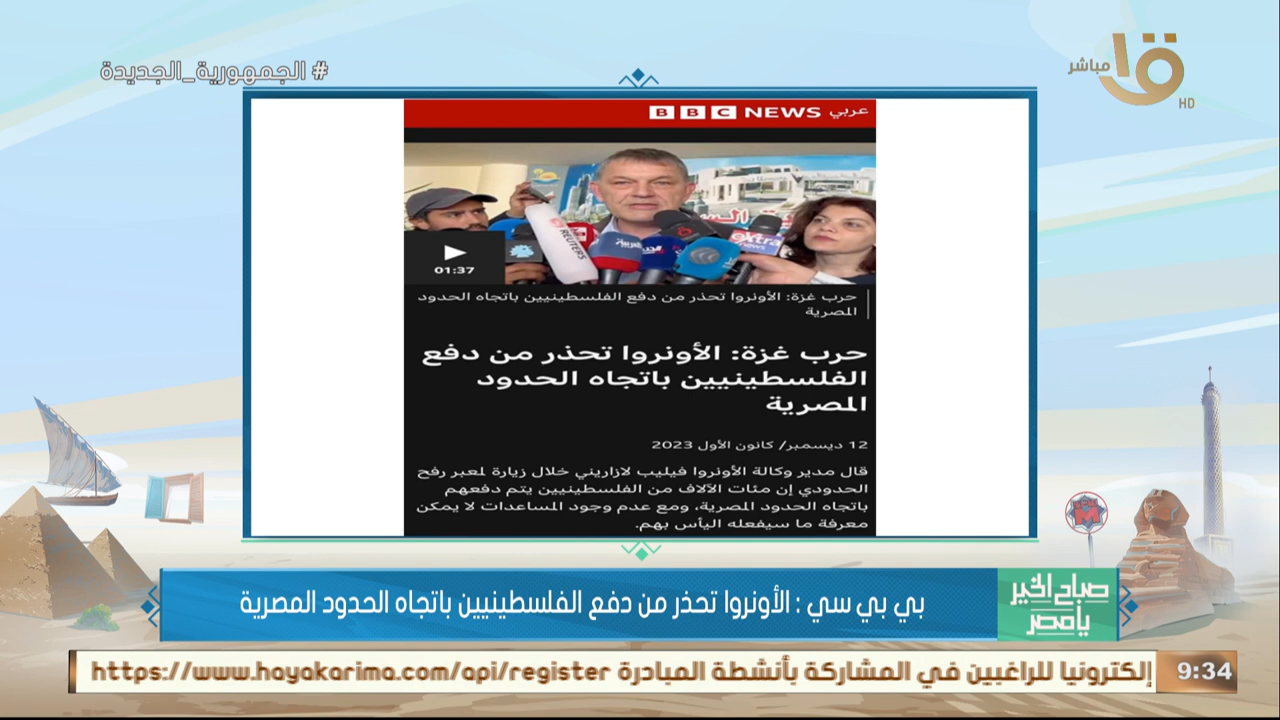 # الجمهورية_الجديدة
مباشر
HD
BBC NEWS عربي
REUTERS
العربية
extra
news
01:37
حرب غزة: الأونروا تحذر من دفع الفلسطينيين باتجاه الحدود
المصرية
حرب غزة: الأونروا تحذر من دفع
الفلسطينيين باتجاه الحدود
المصرية
12 ديسمبر/ كانون الأول 2023
قال مدير وكالة الأونروا فيليب لازاريني خلال زيارة لمعبر رفح
الحدودي إن مئات الآلاف من الفلسطينيين يتم دفعهم
باتجاه الحدود المصرية، ومع عدم وجود المساعدات لا يمكن
معرفة ما سيفعله اليأس بهم.
M
صباح الخير
يا مصر
بي بي سي : الأونروا تحذر من دفع الفلسطينيين باتجاه الحدود المصرية
9:34
إلكترونيا للراغبين في المشاركة بأنشطة المبادرة https://www.hayakarima.com/api/register